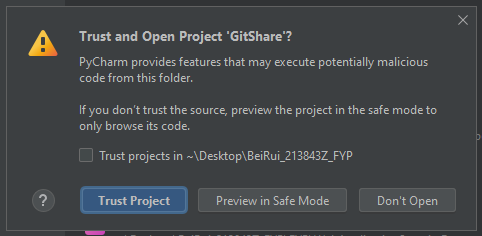 Trust and Open Project 'GitShare'?
PyCharm provides features that may execute potentially malicious
code from this folder.
If you don't trust the source, preview the project in the safe mode to
only browse its code.
Trust projects in ~\Desktop\BeiRui_213843Z_FYP
?
Trust Project
Preview in Safe Mode
Don't Open